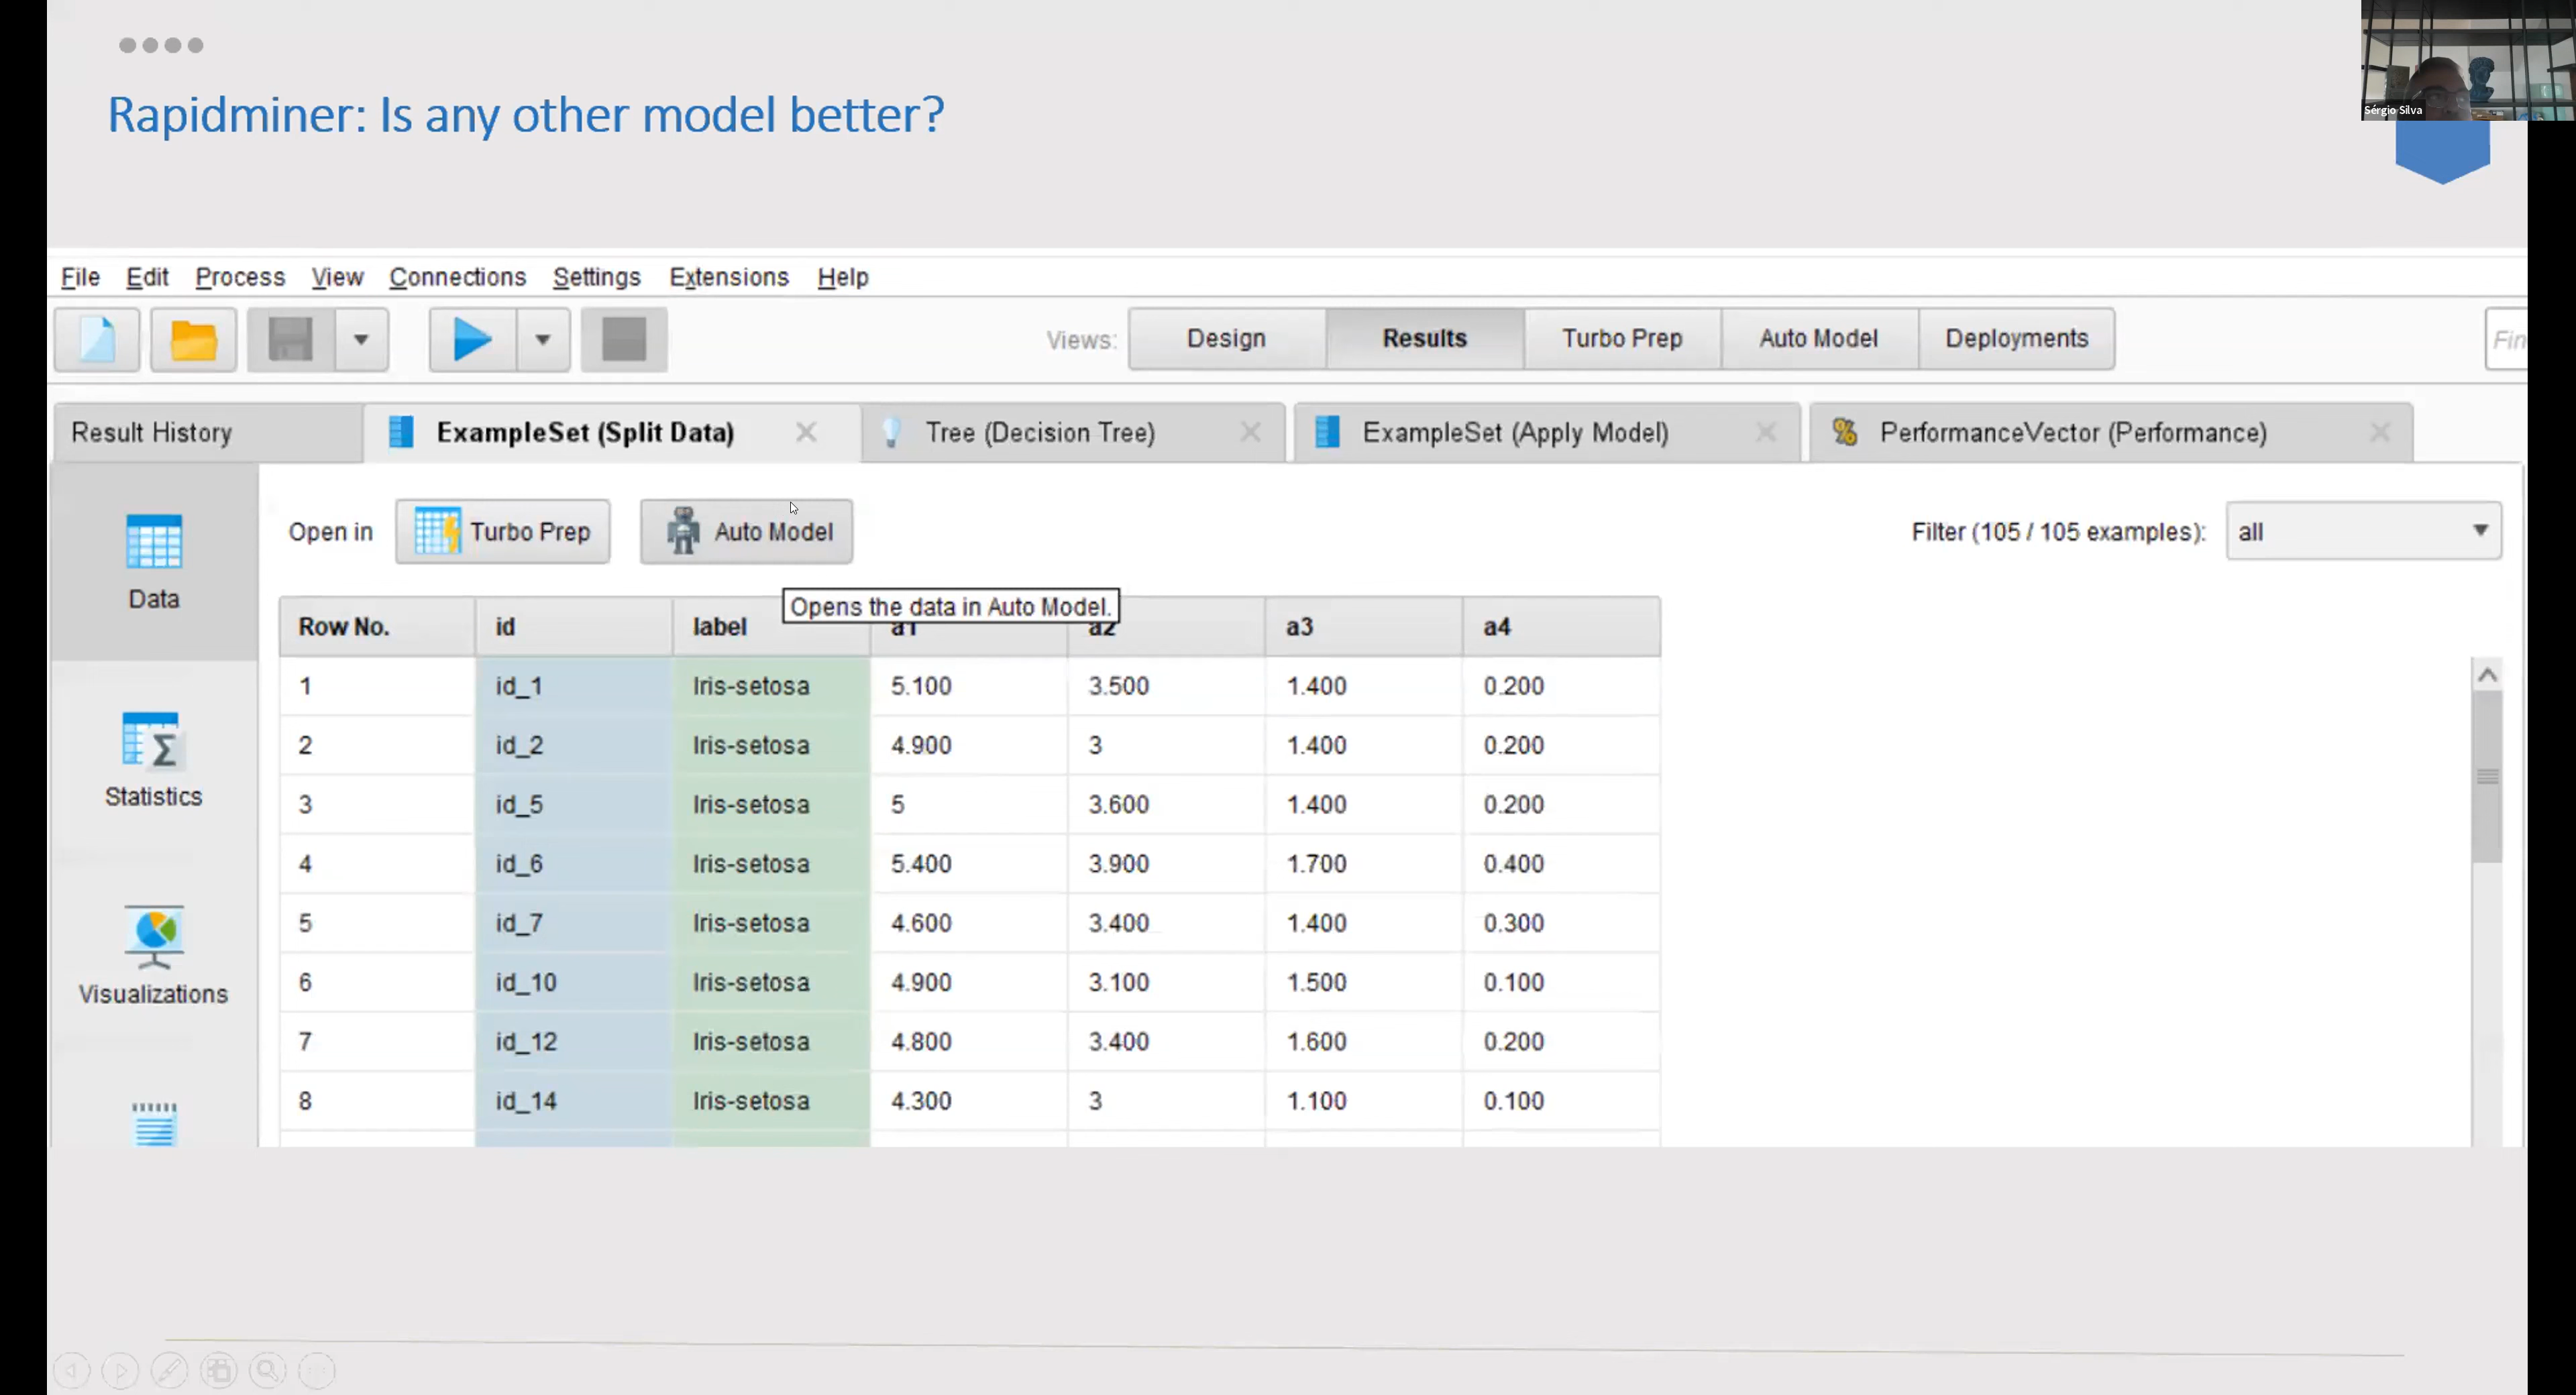 Sérgio Silva
Rapidminer: Is any other model better?
File Edit Process View Connections Settings Extensions Help
Views: Design Results Turbo Prep Auto Model Deployments Fin
Result History ExampleSet (Split Data) Tree (Decision Tree) ExampleSet (Apply Model) PerformanceVector (Performance)
Open in Turbo Prep Auto Model Filter (105 / 105 examples): all
Opens the data in Auto Model.
Row No. id label a1 a2 a3 a4
1 id_1 Iris-setosa 5.100 3.500 1.400 0.200
2 id_2 Iris-setosa 4.900 3 1.400 0.200
3 id_5 Iris-setosa 5 3.600 1.400 0.200
4 id_6 Iris-setosa 5.400 3.900 1.700 0.400
5 id_7 Iris-setosa 4.600 3.400 1.400 0.300
6 id_10 Iris-setosa 4.900 3.100 1.500 0.100
7 id_12 Iris-setosa 4.800 3.400 1.600 0.200
8 id_14 Iris-setosa 4.300 3 1.100 0.100
Data
Statistics
Visualizations